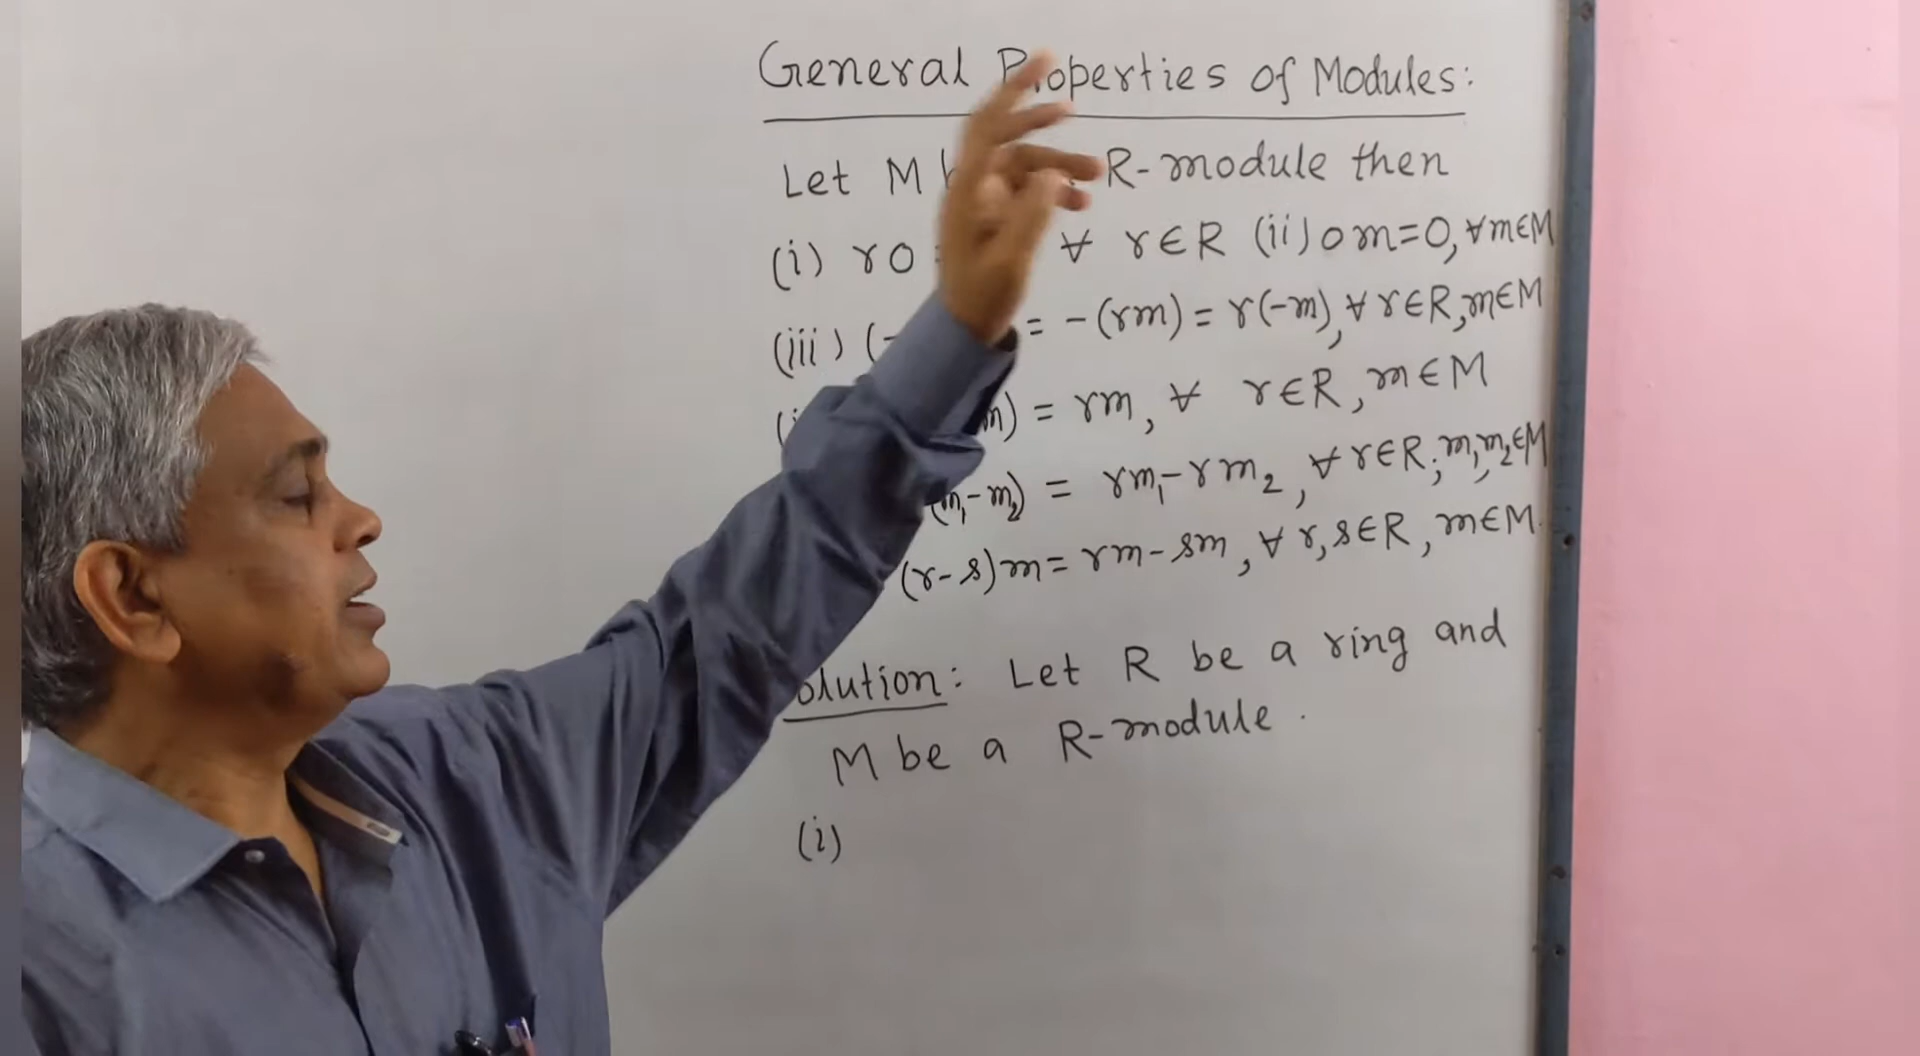 General Properties of Modules:
Let M R-module then
(i) r0 ∀ r∈R (ii) 0m=0, ∀m∈M
(iii) (- = -(rm) = r(-m), ∀ r∈R, m∈M
m) = rm, ∀ r∈R, m∈M
(m₁-m₂) = rm₁-rm₂, ∀ r∈R; m₁,m₂∈M
(r-s)m = rm-sm, ∀ r,s∈R, m∈M.
olution: Let R be a ring and
M be a R-module.
(i)